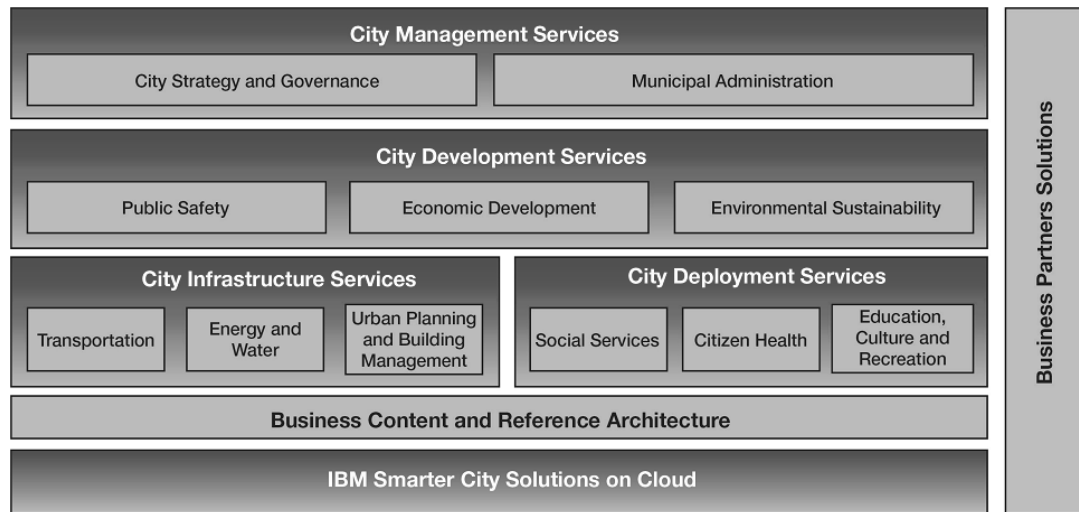 City Management Services
City Strategy and Governance
Municipal Administration
City Development Services
Public Safety
Economic Development
Environmental Sustainability
City Infrastructure Services
Transportation
Energy and
Water
Urban Planning
and Building
Management
City Deployment Services
Social Services
Citizen Health
Education,
Culture and
Recreation
Business Content and Reference Architecture
IBM Smarter City Solutions on Cloud
Business Partners Solutions